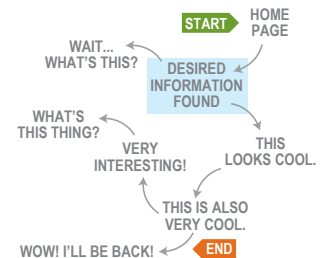 START
HOME
PAGE
WAIT...
WHAT'S THIS?
DESIRED
INFORMATION
FOUND
WHAT'S
THIS THING?
THIS
LOOKS COOL.
VERY
INTERESTING!
THIS IS ALSO
VERY COOL.
WOW! I'LL BE BACK!
END